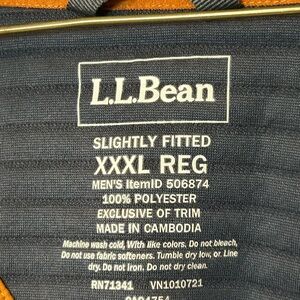 L.L.Bean
SLIGHTLY FITTED
XXXL REG
MEN'S ItemID 506874
100% POLYESTER
EXCLUSIVE OF TRIM
MADE IN CAMBODIA
Machine wash cold, With like colors. Do not bleach,
Do not use fabric softeners. Tumble dry low, or Line
dry. Do not iron. Do not dry clean.
RN71341 VN1010721